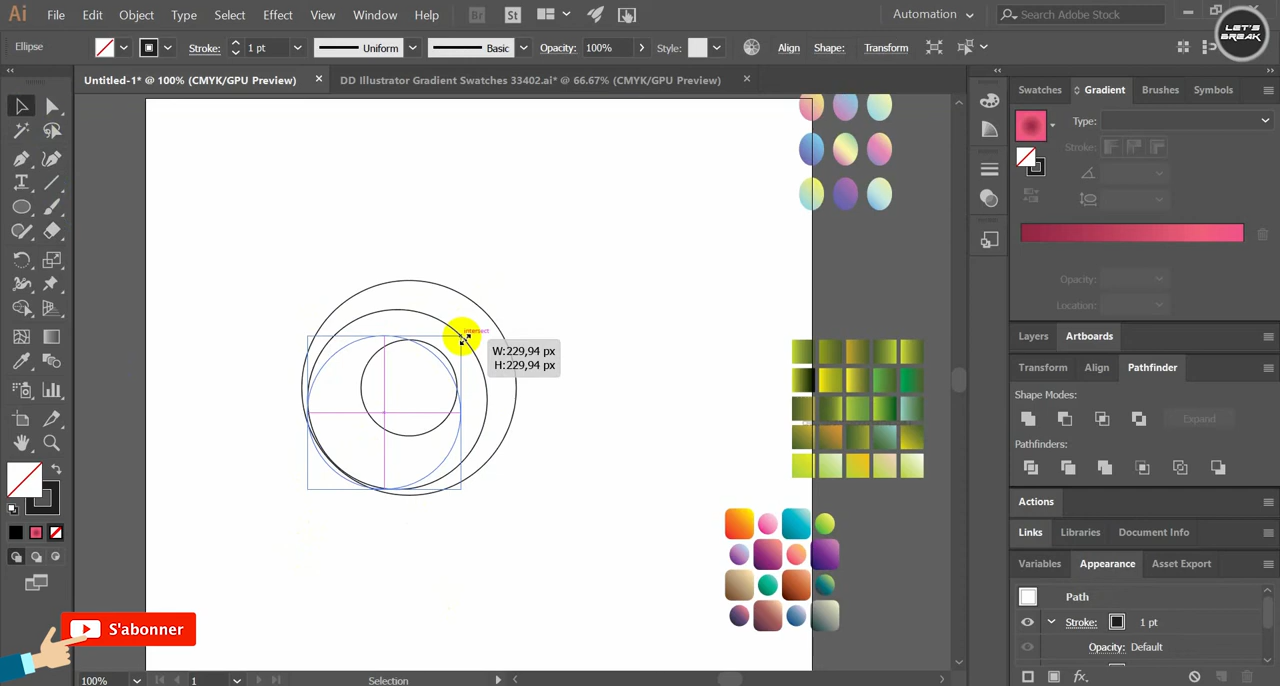 Ai File Edit Object Type Select Effect View Window Help Br St Automation Search Adobe Stock
LET'S
BREAK
Ellipse Stroke: 1 pt Uniform Basic Opacity: 100% Style: Align Shape: Transform
Untitled-1* @ 100% (CMYK/GPU Preview) × DD Illustrator Gradient Swatches 33402.ai* @ 66.67% (CMYK/GPU Preview) ×
Swatches Gradient Brushes Symbols
Type:
Stroke:
Opacity:
Location:
intersect
W:229,94 px
H:229,94 px
Layers Artboards
Transform Align Pathfinder
Shape Modes:
Expand
Pathfinders:
Actions
Links Libraries Document Info
Variables Appearance Asset Export
Path
Stroke: 1 pt
Opacity: Default
S'abonner
100% 1 Selection
fx